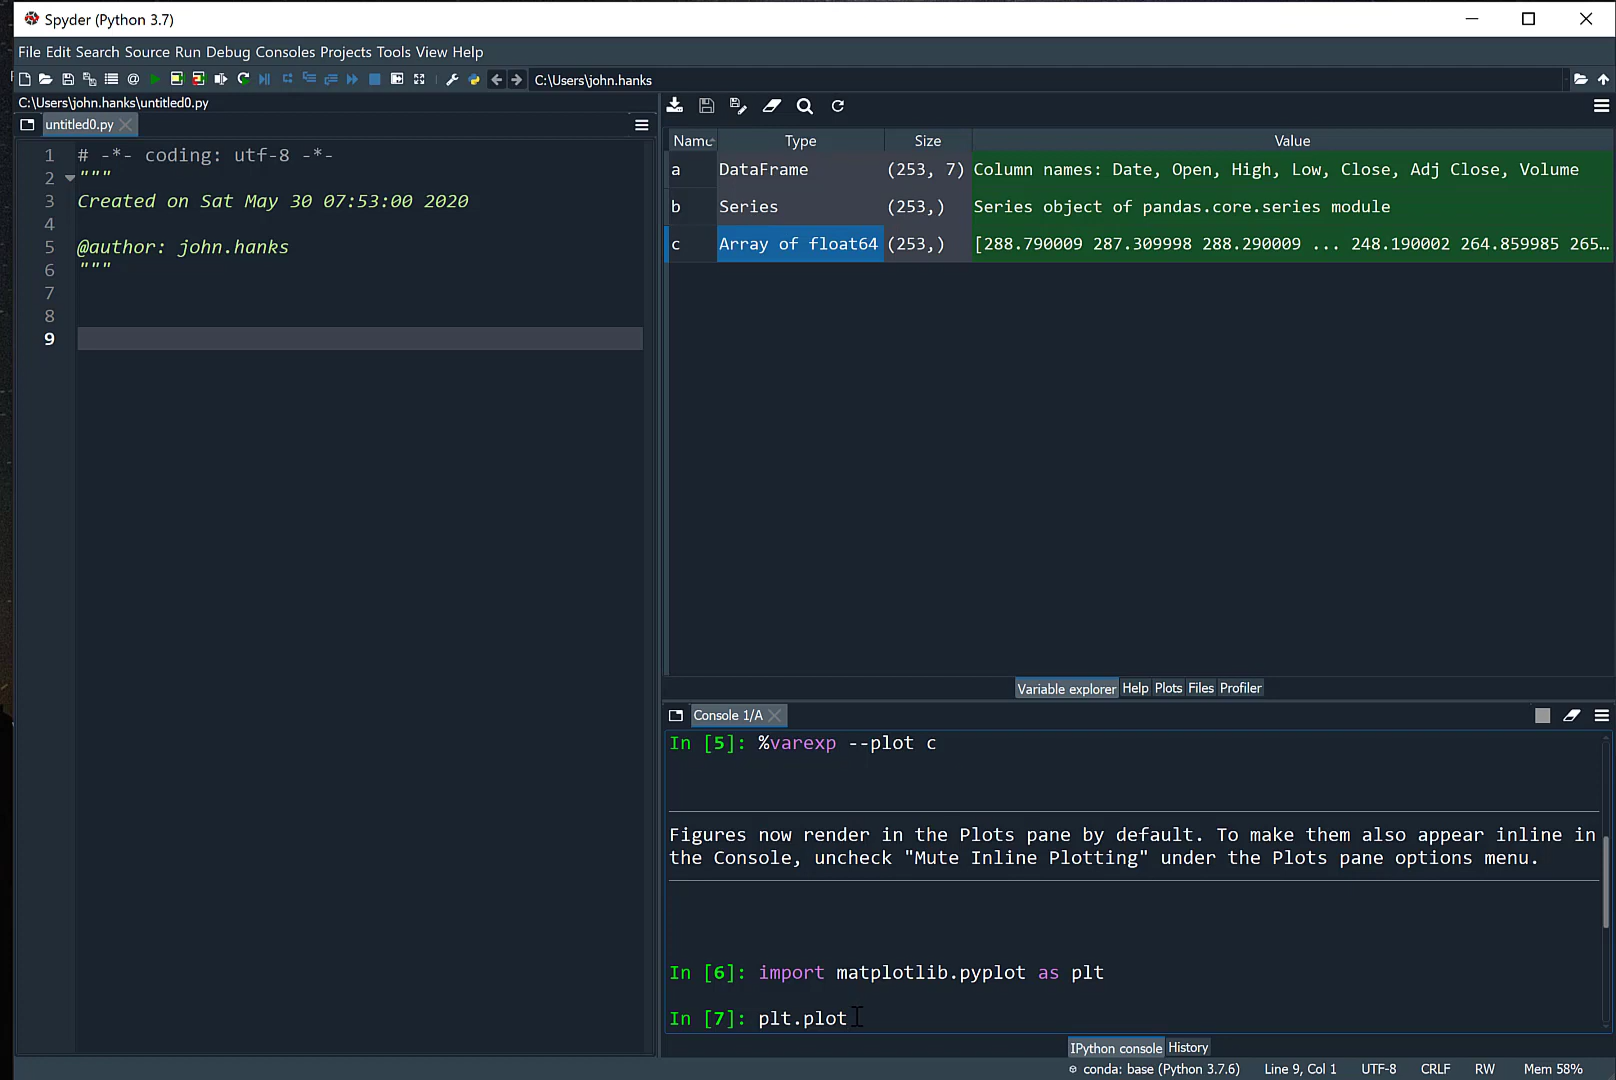 Spyder (Python 3.7)
File Edit Search Source Run Debug Consoles Projects Tools View Help
C:\Users\john.hanks
C:\Users\john.hanks\untitled0.py
untitled0.py
1 # -*- coding: utf-8 -*-
2 """
3 Created on Sat May 30 07:53:00 2020
4
5 @author: john.hanks
6 """
7
8
9
Name Type Size Value
a DataFrame (253, 7) Column names: Date, Open, High, Low, Close, Adj Close, Volume
b Series (253,) Series object of pandas.core.series module
c Array of float64 (253,) [288.790009 287.309998 288.290009 ... 248.190002 264.859985 265…
Variable explorer Help Plots Files Profiler
Console 1/A
In [5]: %varexp --plot c
Figures now render in the Plots pane by default. To make them also appear inline in
the Console, uncheck "Mute Inline Plotting" under the Plots pane options menu.
In [6]: import matplotlib.pyplot as plt
In [7]: plt.plot
IPython console History
conda: base (Python 3.7.6) Line 9, Col 1 UTF-8 CRLF RW Mem 58%